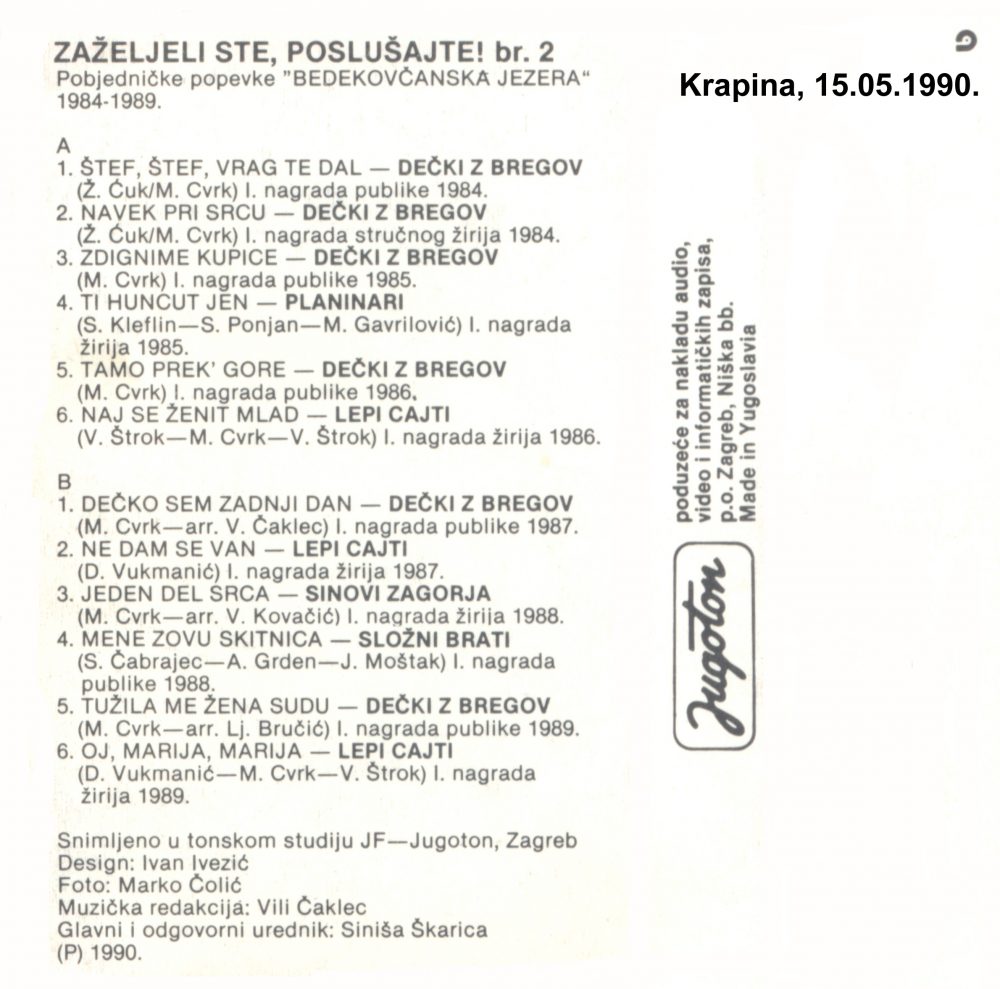 ZAŽELJELI STE, POSLUŠAJTE! br. 2
Pobjedničke popevke ”BEDEKOVČANSKA JEZERA“
1984-1989.
Krapina, 15.05.1990.
A
1. ŠTEF, ŠTEF, VRAG TE DAL — DEČKI Z BREGOV
(Ž. Ćuk/M. Cvrk) I. nagrada publike 1984.
2. NAVEK PRI SRCU — DEČKI Z BREGOV
(Ž. Ćuk/M. Cvrk) I. nagrada stručnog žirija 1984.
3. ZDIGNIME KUPICE — DEČKI Z BREGOV
(M. Cvrk) I. nagrada publike 1985.
4. TI HUNCUT JEN — PLANINARI
(S. Kleflin—S. Ponjan—M. Gavrilović) I. nagrada
žirija 1985.
5. TAMO PREK’ GORE — DEČKI Z BREGOV
(M. Cvrk) I. nagrada publike 1986.
6. NAJ SE ŽENIT MLAD — LEPI CAJTI
(V. Štrok—M. Cvrk—V. Štrok) I. nagrada žirija 1986.
B
1. DEČKO SEM ZADNJI DAN — DEČKI Z BREGOV
(M. Cvrk—arr. V. Čaklec) I. nagrada publike 1987.
2. NE DAM SE VAN — LEPI CAJTI
(D. Vukmanić) I. nagrada žirija 1987.
3. JEDEN DEL SRCA — SINOVI ZAGORJA
(M. Cvrk—arr. V. Kovačić) I. nagrada žirija 1988.
4. MENE ZOVU SKITNICA — SLOŽNI BRATI
(S. Čabrajec—A. Grden—J. Moštak) I. nagrada
publike 1988.
5. TUŽILA ME ŽENA SUDU — DEČKI Z BREGOV
(M. Cvrk—arr. Lj. Bručić) I. nagrada publike 1989.
6. OJ, MARIJA, MARIJA — LEPI CAJTI
(D. Vukmanić—M. Cvrk—V. Štrok) I. nagrada
žirija 1989.
Snimljeno u tonskom studiju JF—Jugoton, Zagreb
Design: Ivan Ivezić
Foto: Marko Čolić
Muzička redakcija: Vili Čaklec
Glavni i odgovorni urednik: Siniša Škarica
(P) 1990.
poduzeće za nakladu audio,
video i informatičkih zapisa,
p.o. Zagreb, Niška bb.
Made in Yugoslavia
Jugoton